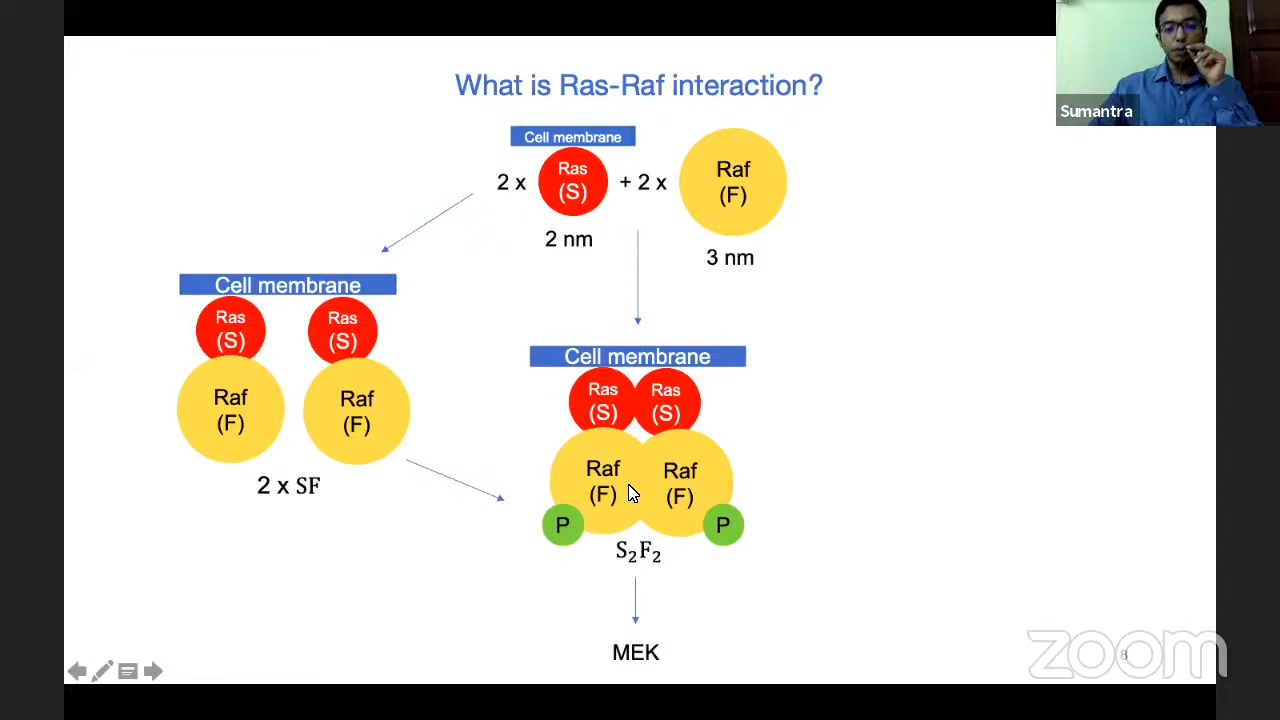 What is Ras-Raf interaction?
Sumantra
Cell membrane
2 x
Ras
(S)
+ 2 x
Raf
(F)
2 nm
3 nm
Cell membrane
Ras
(S)
Ras
(S)
Raf
(F)
Raf
(F)
2 x SF
Cell membrane
Ras
(S)
Ras
(S)
Raf
(F)
Raf
(F)
P
P
S₂F₂
MEK
zoom
8